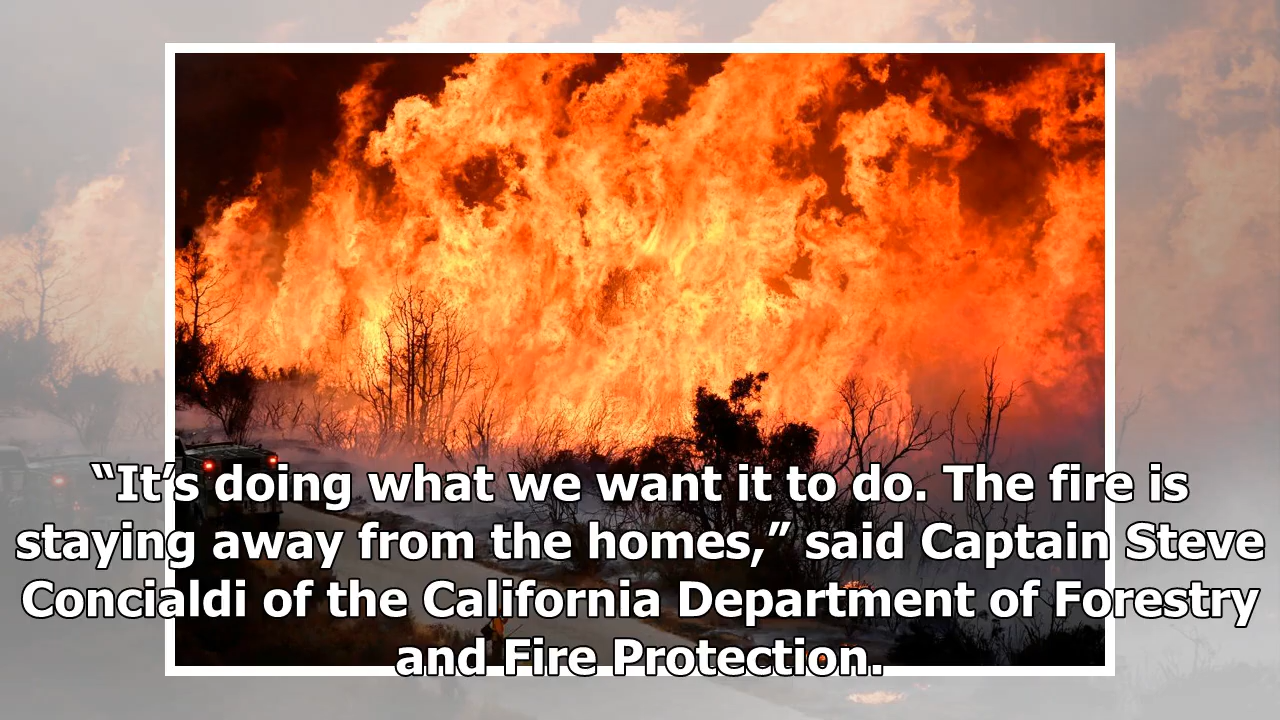 “It’s doing what we want it to do. The fire is
staying away from the homes,” said Captain Steve
Concialdi of the California Department of Forestry
and Fire Protection.